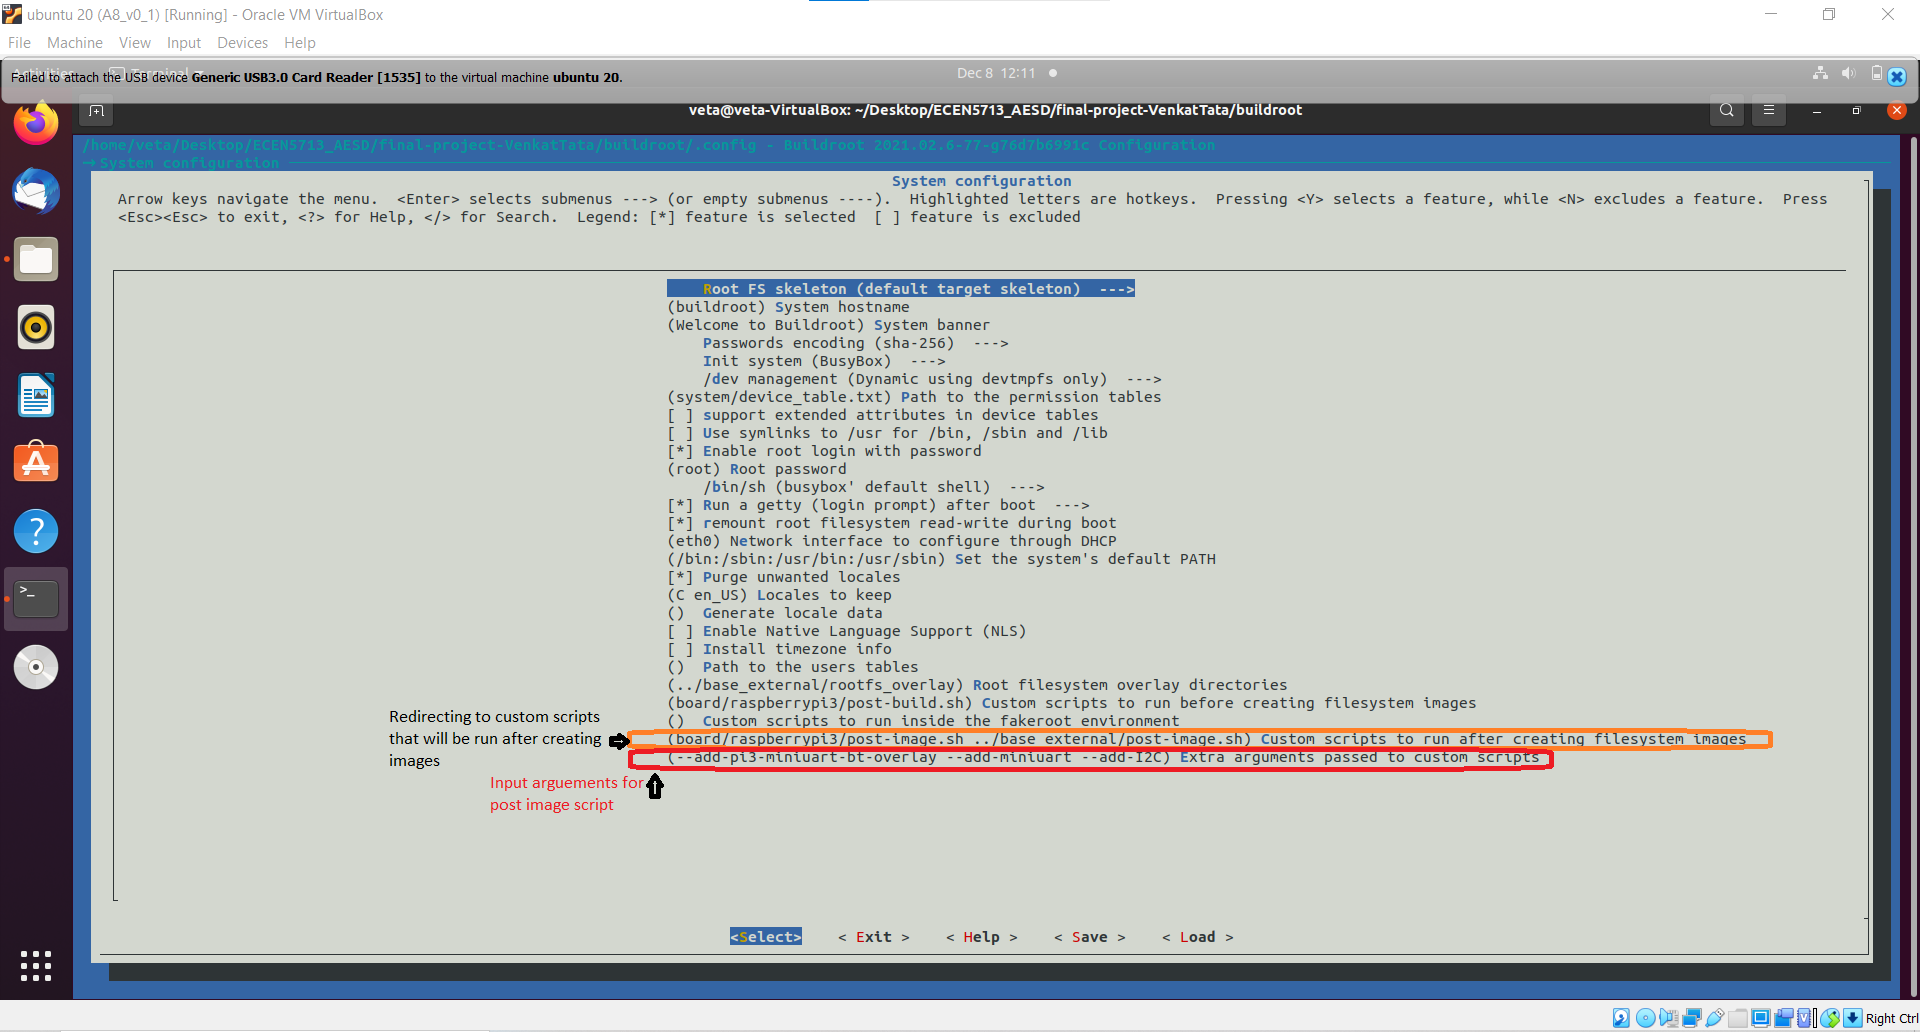 ubuntu 20 (A8_v0_1) [Running] - Oracle VM VirtualBox
File Machine View Input Devices Help
Failed to attach the USB device Generic USB3.0 Card Reader [1535] to the virtual machine ubuntu 20.
Dec 8 12:11
veta@veta-VirtualBox: ~/Desktop/ECEN5713_AESD/final-project-VenkatTata/buildroot
/home/veta/Desktop/ECEN5713_AESD/final-project-VenkatTata/buildroot/.config - Buildroot 2021.02.6-77-g76d7b6991c Configuration
→ System configuration
System configuration
Arrow keys navigate the menu. <Enter> selects submenus ---> (or empty submenus ----). Highlighted letters are hotkeys. Pressing <Y> selects a feature, while <N> excludes a feature. Press
<Esc><Esc> to exit, <?> for Help, </> for Search. Legend: [*] feature is selected [ ] feature is excluded
Root FS skeleton (default target skeleton) --->
(buildroot) System hostname
(Welcome to Buildroot) System banner
Passwords encoding (sha-256) --->
Init system (BusyBox) --->
/dev management (Dynamic using devtmpfs only) --->
(system/device_table.txt) Path to the permission tables
[ ] support extended attributes in device tables
[ ] Use symlinks to /usr for /bin, /sbin and /lib
[*] Enable root login with password
(root) Root password
/bin/sh (busybox' default shell) --->
[*] Run a getty (login prompt) after boot --->
[*] remount root filesystem read-write during boot
(eth0) Network interface to configure through DHCP
(/bin:/sbin:/usr/bin:/usr/sbin) Set the system's default PATH
[*] Purge unwanted locales
(C en_US) Locales to keep
() Generate locale data
[ ] Enable Native Language Support (NLS)
[ ] Install timezone info
() Path to the users tables
(../base_external/rootfs_overlay) Root filesystem overlay directories
(board/raspberrypi3/post-build.sh) Custom scripts to run before creating filesystem images
() Custom scripts to run inside the fakeroot environment
(board/raspberrypi3/post-image.sh ../base_external/post-image.sh) Custom scripts to run after creating filesystem images
(--add-pi3-miniuart-bt-overlay --add-miniuart --add-I2C) Extra arguments passed to custom scripts
Redirecting to custom scripts
that will be run after creating
images
Input arguements for
post image script
<Select> < Exit > < Help > < Save > < Load >
Right Ctrl